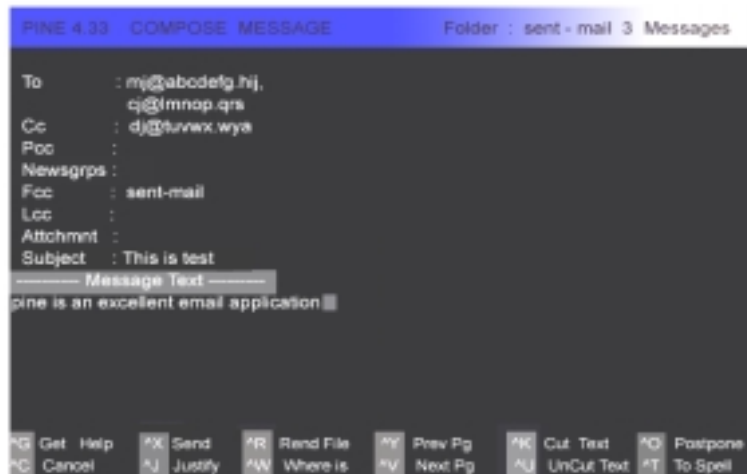 PINE 4.33 COMPOSE MESSAGE Folder : sent - mail 3 Messages
To : mj@abcdefg.hij,
cj@lmnop.qrs
Cc : dj@tuvwx.wya
Pcc :
Newsgrps :
Fcc : sent-mail
Lcc :
Attchmnt :
Subject : This is test
---------- Message Text ----------
pine is an excellent email application
^G Get Help ^X Send ^R Rend File ^Y Prev Pg ^K Cut Text ^O Postpone
^C Cancel ^J Justify ^W Where is ^V Next Pg ^U UnCut Text ^T To Spell